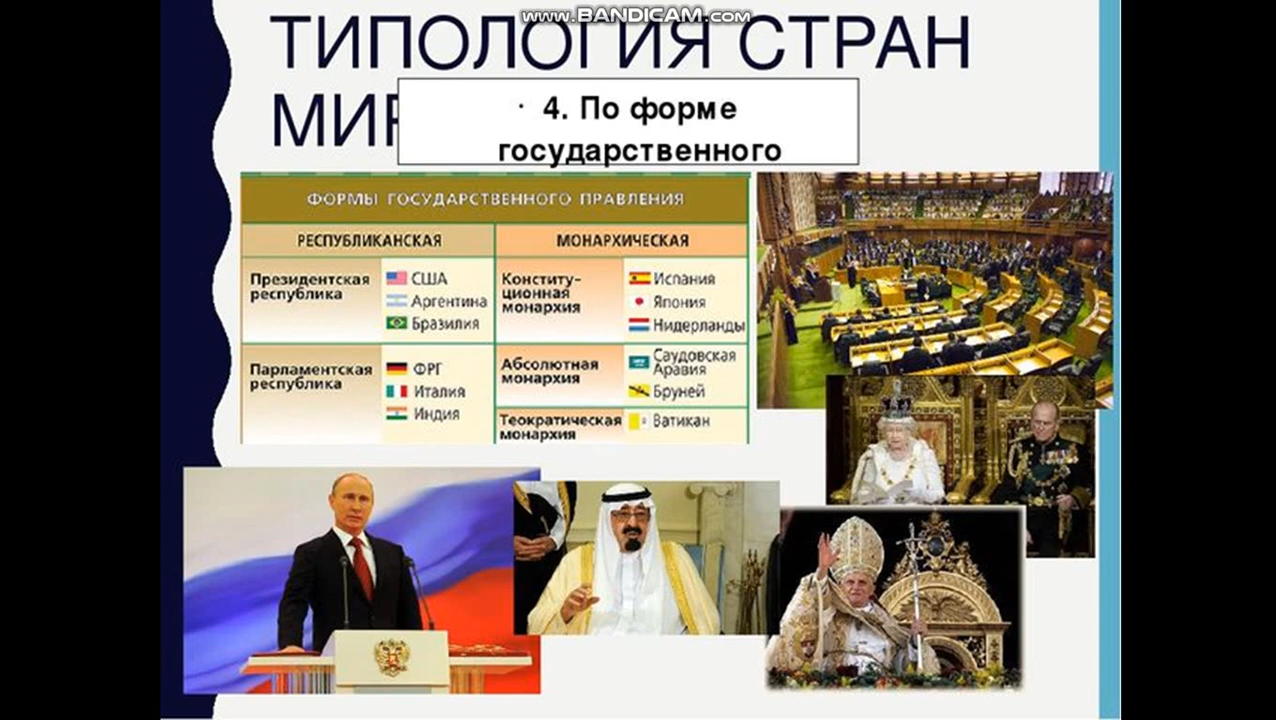 www.BANDICAM.com
ТИПОЛОГИЯ СТРАН
МИР
· 4. По форме
государственного
ФОРМЫ ГОСУДАРСТВЕННОГО ПРАВЛЕНИЯ
РЕСПУБЛИКАНСКАЯ
МОНАРХИЧЕСКАЯ
Президентская
республика
США
Аргентина
Бразилия
Парламентская
республика
ФРГ
Италия
Индия
Конститу-
ционная
монархия
Испания
Япония
Нидерланды
Абсолютная
монархия
Саудовская
Аравия
Бруней
Теократическая
монархия
Ватикан